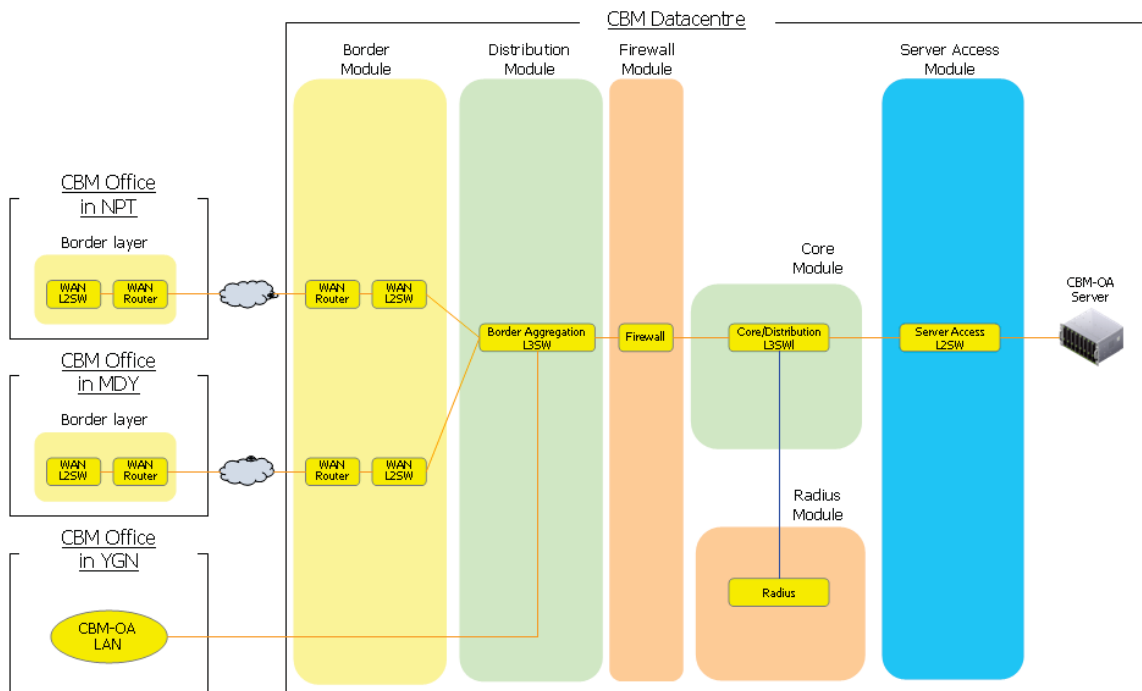 CBM Datacentre
Border
Module
Distribution
Module
Firewall
Module
Server Access
Module
CBM Office
in NPT
Border layer
WAN
L2SW
WAN
Router
WAN
Router
WAN
L2SW
Core
Module
CBM-OA
Server
Border Aggregation
L3SW
Firewall
Core/Distribution
L3SW|
Server Access
L2SW
CBM Office
in MDY
Border layer
WAN
L2SW
WAN
Router
WAN
Router
WAN
L2SW
Radius
Module
CBM Office
in YGN
Radius
CBM-OA
LAN